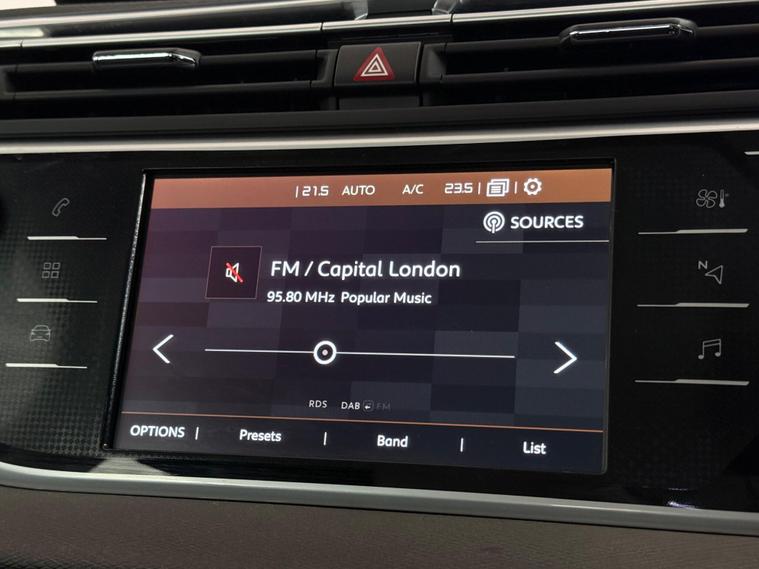 21.5 AUTO A/C 23.5
SOURCES
FM / Capital London
95.80 MHz Popular Music
RDS DAB FM
OPTIONS Presets Band List
N